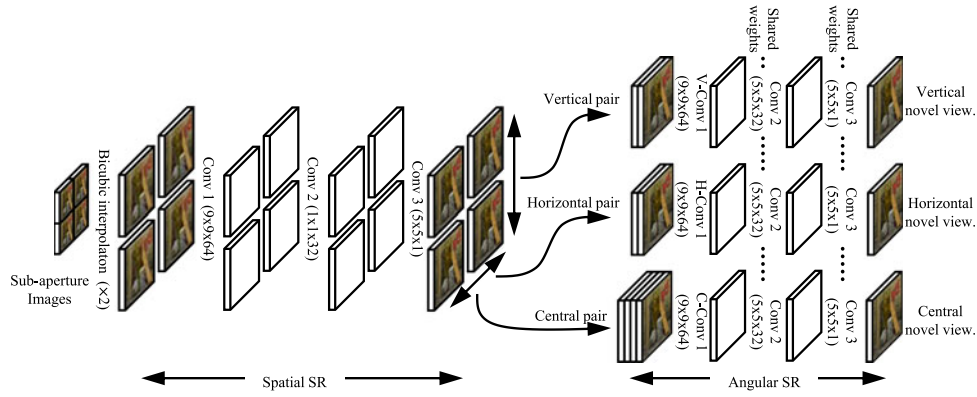 Sub-aperture
Images
Bicubic interpolaton (×2)
Conv 1 (9x9x64)
Conv 2 (1x1x32)
Conv 3 (5x5x1)
Spatial SR
Vertical pair
Horizontal pair
Central pair
V-Conv 1
(9x9x64)
Shared
weights
Conv 2
(5x5x32)
Shared
weights
Conv 3
(5x5x1)
Vertical
novel view.
H-Conv 1
(9x9x64)
Conv 2
(5x5x32)
Conv 3
(5x5x1)
Horizontal
novel view.
C-Conv 1
(9x9x64)
Conv 2
(5x5x32)
Conv 3
(5x5x1)
Central
novel view.
Angular SR